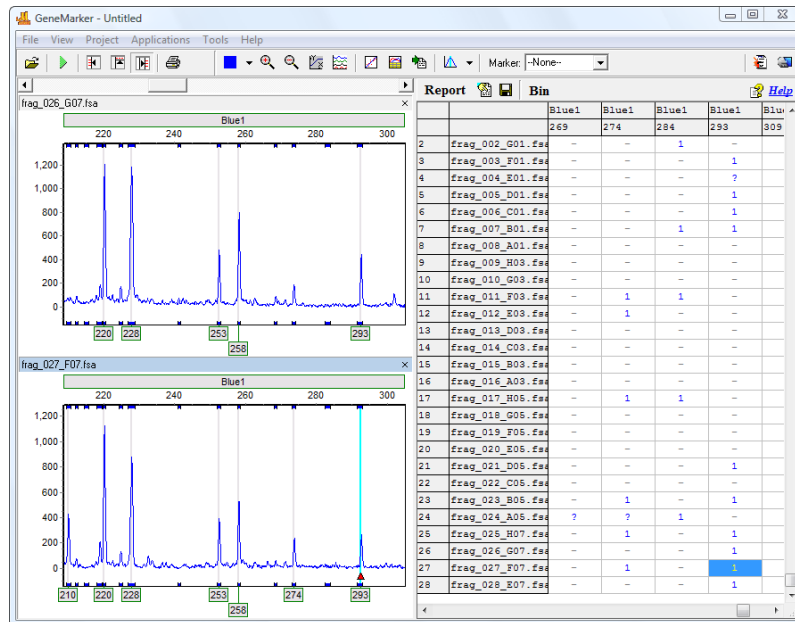 GeneMarker - Untitled
File View Project Applications Tools Help
Marker: --None--
frag_026_G07.fsa
Blue1
220 240 260 280 300
1,200
1,000
800
600
400
200
0
220 228 253 293
258
frag_027_F07.fsa
Blue1
220 240 260 280 300
1,200
1,000
800
600
400
200
0
210 220 228 253 274 293
258
Report Bin Help
Blue1 Blue1 Blue1 Blue1
269 274 284 293 309
2 frag_002_G01.fsa - - 1 -
3 frag_003_F01.fsa - - - 1
4 frag_004_E01.fsa - - - ?
5 frag_005_D01.fsa - - - 1
6 frag_006_C01.fsa - - - 1
7 frag_007_B01.fsa - - 1 1
8 frag_008_A01.fsa - - - -
9 frag_009_H03.fsa - - - -
10 frag_010_G03.fsa - - - -
11 frag_011_F03.fsa - 1 1 -
12 frag_012_E03.fsa - 1 - -
13 frag_013_D03.fsa - - - -
14 frag_014_C03.fsa - - - -
15 frag_015_B03.fsa - - - -
16 frag_016_A03.fsa - - - -
17 frag_017_H05.fsa - 1 1 -
18 frag_018_G05.fsa - - - -
19 frag_019_F05.fsa - - - -
20 frag_020_E05.fsa - - - -
21 frag_021_D05.fsa - - - 1
22 frag_022_C05.fsa - - - -
23 frag_023_B05.fsa - 1 - 1
24 frag_024_A05.fsa ? ? 1 -
25 frag_025_H07.fsa - 1 - 1
26 frag_026_G07.fsa - - - 1
27 frag_027_F07.fsa - 1 - 1
28 frag_028_E07.fsa - - - 1